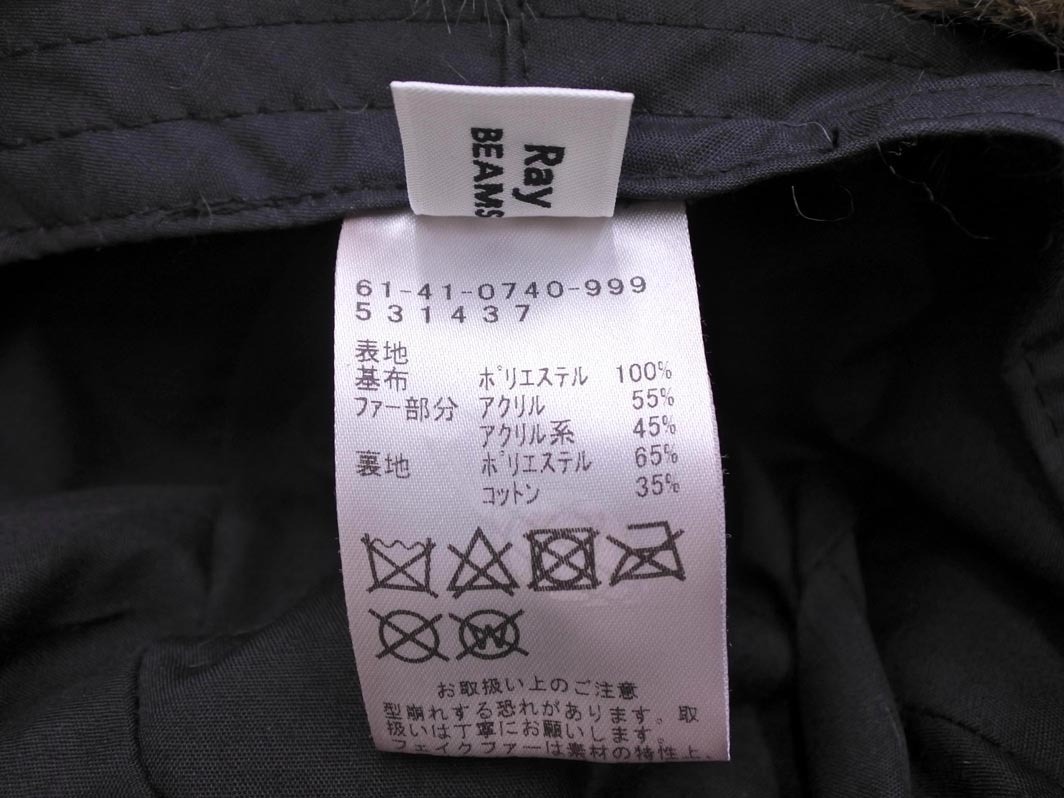 Ray
BEAMS
61-41-0740-999
531437
表地
基布 ポリエステル 100%
ファー部分 アクリル 55%
アクリル系 45%
裏地 ポリエステル 65%
コットン 35%
お取扱い上のご注意
型崩れする恐れがあります。取
扱いは丁寧にお願いします。
フェイクファーは素材の特性上、